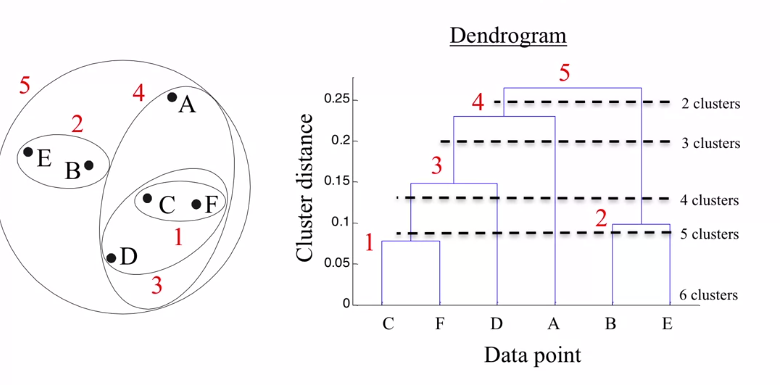 5
4
A
2
E
B
C
F
1
D
3
Dendrogram
5
0.25
4
2 clusters
0.2
3 clusters
3
0.15
4 clusters
0.1
2
5 clusters
1
0.05
0
6 clusters
Cluster distance
C F D A B E
Data point